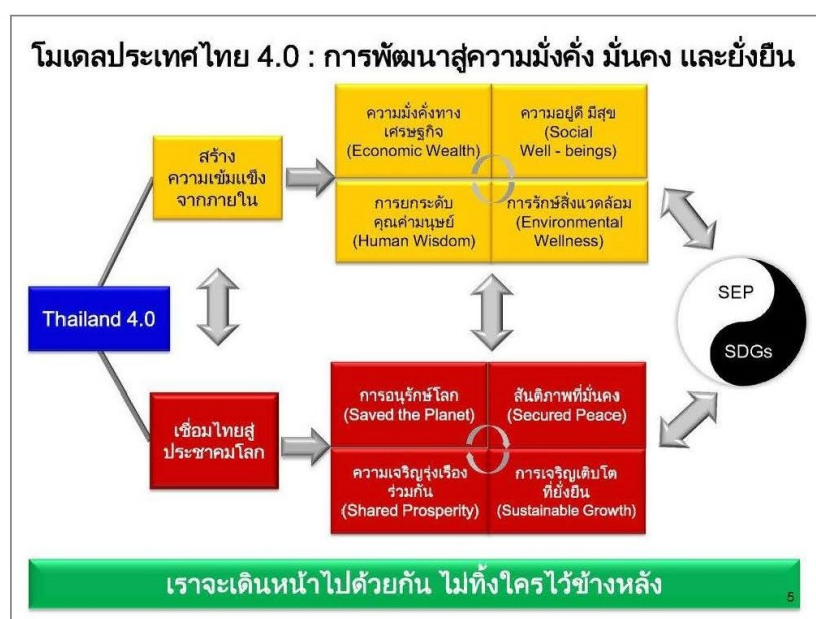 โมเดลประเทศไทย 4.0 : การพัฒนาสู่ความมั่งคั่ง มั่นคง และยั่งยืน
สร้าง
ความเข้มแข็ง
จากภายใน
ความมั่งคั่งทาง
เศรษฐกิจ
(Economic Wealth)
ความอยู่ดี มีสุข
(Social
Well - beings)
การยกระดับ
คุณค่ามนุษย์
(Human Wisdom)
การรักษ์สิ่งแวดล้อม
(Environmental
Wellness)
Thailand 4.0
SEP
SDGs
เชื่อมไทยสู่
ประชาคมโลก
การอนุรักษ์โลก
(Saved the Planet)
สันติภาพที่มั่นคง
(Secured Peace)
ความเจริญรุ่งเรือง
ร่วมกัน
(Shared Prosperity)
การเจริญเติบโต
ที่ยั่งยืน
(Sustainable Growth)
เราจะเดินหน้าไปด้วยกัน ไม่ทิ้งใครไว้ข้างหลัง
5